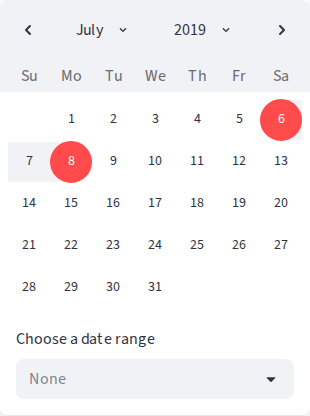 July 2019
Su Mo Tu We Th Fr Sa
1 2 3 4 5 6
7 8 9 10 11 12 13
14 15 16 17 18 19 20
21 22 23 24 25 26 27
28 29 30 31
Choose a date range
None